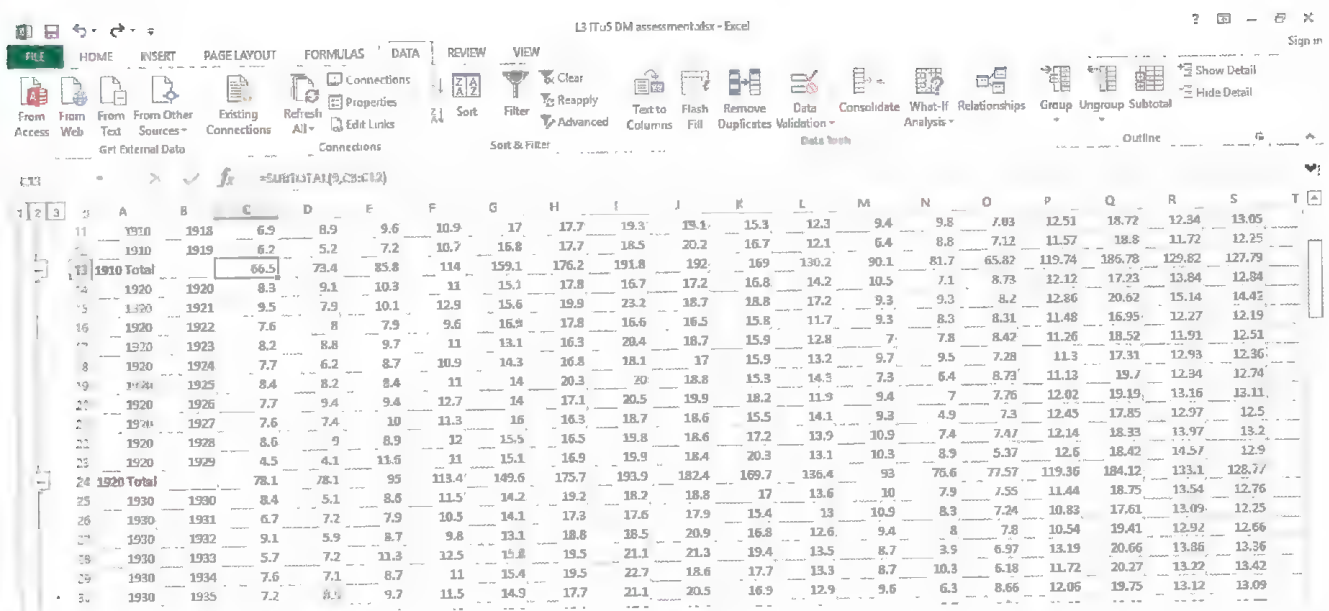 L3 ITu5 DM assessment.xlsx - Excel
? Sign in
FILE HOME INSERT PAGE LAYOUT FORMULAS DATA REVIEW VIEW
From Access From Web From Text From Other Sources Existing Connections Refresh All Connections Properties Edit Links Sort Filter Clear Reapply Advanced Text to Columns Flash Fill Remove Duplicates Data Validation Consolidate What-If Analysis Relationships Group Ungroup Subtotal Show Detail Hide Detail
Get External Data Connections Sort & Filter Data Tools Outline
C13 fx =SUBTOTAL(9,C3:C12)
1 2 3 A B C D E F G H I J K L M N O P Q R S T
11 1910 1918 6.9 8.9 9.6 10.9 17 17.7 19.3 19.1 15.3 12.3 9.4 9.8 7.03 12.51 18.72 12.34 13.05
1910 1919 6.2 5.2 7.2 10.7 16.8 17.7 18.5 20.2 16.7 12.1 6.4 8.8 7.12 11.57 18.8 11.72 12.25
13 1910 Total 66.5 73.4 85.8 114 159.1 176.2 191.8 192 169 130.2 90.1 81.7 65.82 119.74 186.78 129.82 127.79
1920 1920 8.3 9.1 10.3 11 15.1 17.8 16.7 17.2 16.8 14.2 10.5 7.1 8.73 12.12 17.23 13.84 12.84
1920 1921 9.5 7.9 10.1 12.9 15.6 19.9 23.2 18.7 18.8 17.2 9.3 9.3 8.2 12.86 20.62 15.14 14.42
16 1920 1922 7.6 8 7.9 9.6 16.9 17.8 16.6 16.5 15.8 11.7 9.3 8.3 8.31 11.48 16.95 12.27 12.19
1920 1923 8.2 8.8 9.7 11 13.1 16.3 20.4 18.7 15.9 12.8 7 7.8 8.42 11.26 18.52 11.91 12.51
1920 1924 7.7 6.2 8.7 10.9 14.3 16.8 18.1 17 15.9 13.2 9.7 9.5 7.28 11.3 17.31 12.93 12.36
1925 8.4 8.2 8.4 11 14 20.3 20 18.8 15.3 14.3 7.3 6.4 8.73 11.13 19.7 12.34 12.74
1920 1926 7.7 9.4 9.4 12.7 14 17.1 20.5 19.9 18.2 11.9 9.4 7 7.76 12.02 19.19 13.16 13.11
1927 7.6 7.4 10 11.3 16 16.3 18.7 18.6 15.5 14.1 9.3 4.9 7.3 12.45 17.85 12.97 12.5
1920 1928 8.6 9 8.9 12 15.5 16.5 19.8 18.6 17.2 13.9 10.9 7.4 7.47 12.14 18.33 13.97 13.2
1920 1929 4.5 4.1 11.6 11 15.1 16.9 19.9 18.4 20.3 13.1 10.3 8.9 5.37 12.6 18.42 14.57 12.9
24 1920 Total 78.1 78.1 95 113.4 149.6 175.7 193.9 182.4 169.7 136.4 93 76.6 77.57 119.36 184.12 133.1 128.77
25 1930 1930 8.4 5.1 8.6 11.5 14.2 19.2 18.2 18.8 17 13.6 10 7.9 7.55 11.44 18.75 13.54 12.76
26 1930 1931 6.7 7.2 7.9 10.5 14.1 17.3 17.6 17.9 15.4 13 10.9 8.3 7.24 10.83 17.61 13.09 12.25
1930 1932 9.1 5.9 8.7 9.8 13.1 18.8 18.5 20.9 16.8 12.6 9.4 8 7.8 10.54 19.41 12.92 12.66
1930 1933 5.7 7.2 11.3 12.5 19.5 21.1 21.3 19.4 13.5 8.7 3.9 6.97 13.19 20.66 13.86 13.36
1930 1934 7.6 7.1 8.7 11 15.4 19.5 22.7 18.6 17.7 13.3 8.7 10.3 6.18 11.72 20.27 13.22 13.42
1930 1935 7.2 9.7 11.5 14.9 17.7 21.1 20.5 16.9 12.9 9.6 6.3 8.66 12.06 19.75 13.12 13.09